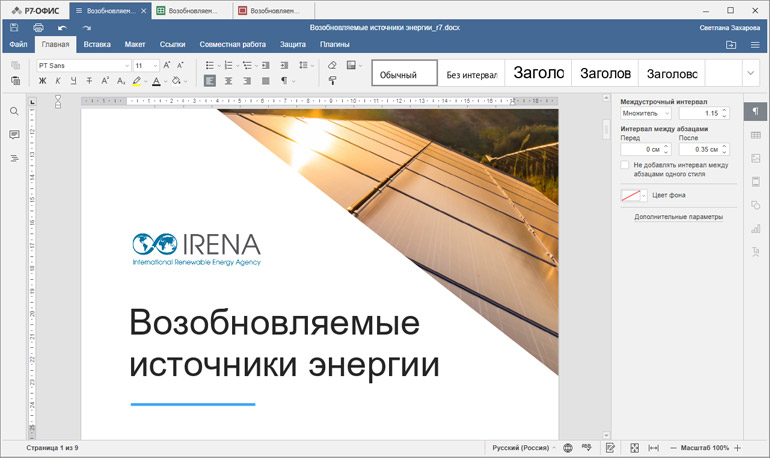 Р7-ОФИС
Возобновляем...
Возобновляем...
Возобновляем...
Возобновляемые источники энергии_r7.docx
Светлана Захарова
Файл Главная Вставка Макет Ссылки Совместная работа Защита Плагины
PT Sans 11
Ж К Ч
Обычный Без интервал Заголо Заголов Заголовс
Междустрочный интервал
Множитель 1.15
Интервал между абзацами
Перед После
0 см 0.35 см
Не добавлять интервал между
абзацами одного стиля
Цвет фона
Дополнительные параметры
IRENA
International Renewable Energy Agency
Возобновляемые
источники энергии
Страница 1 из 9
Русский (Россия)
Масштаб 100%